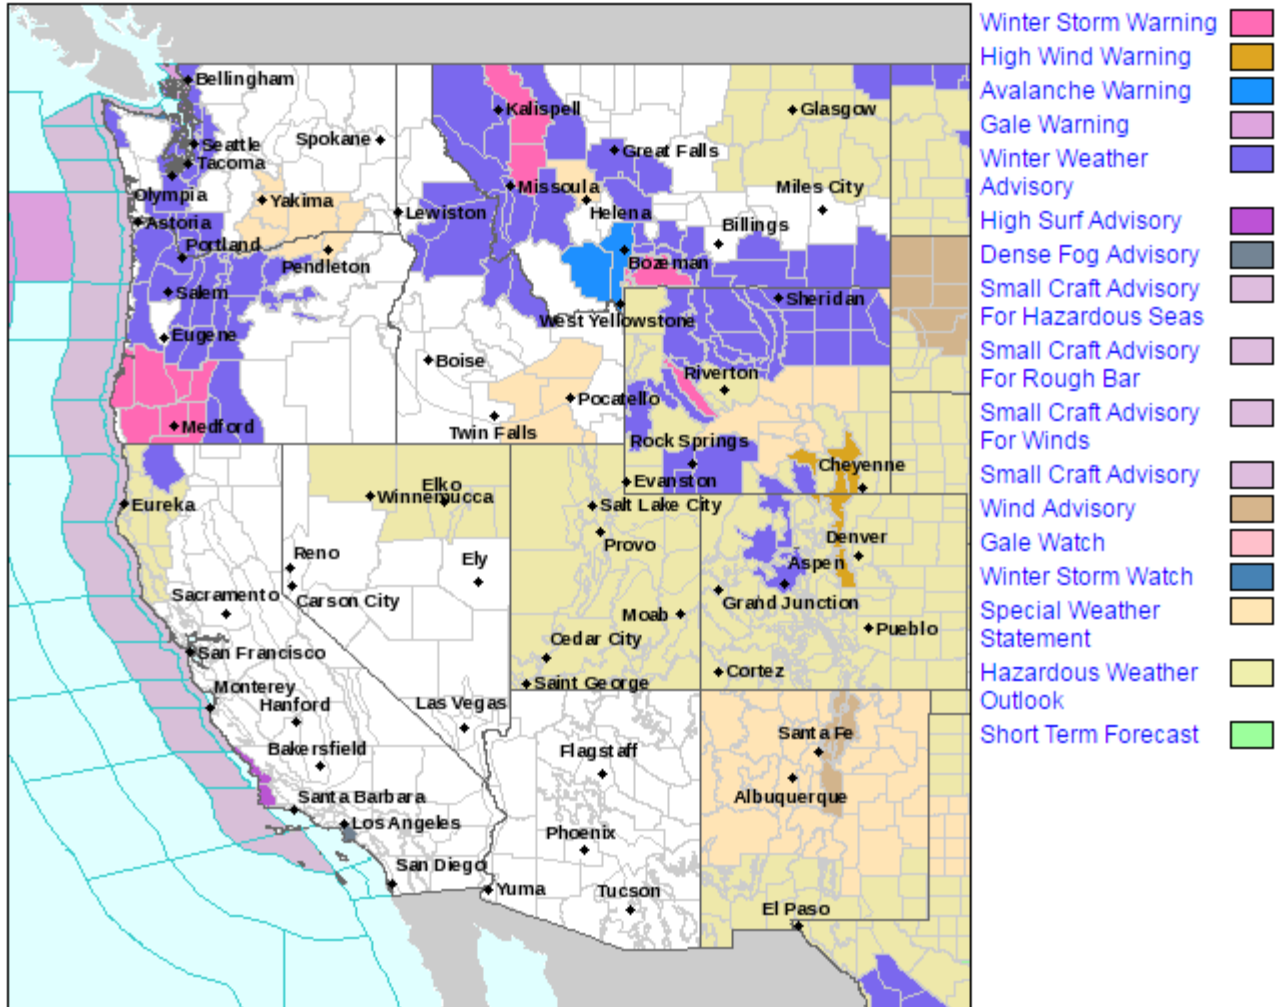 Bellingham
Seattle
Tacoma
Olympia
Spokane
Yakima
Astoria
Portland
Pendleton
Salem
Eugene
Medford
Kalispell
Great Falls
Glasgow
Missoula
Miles City
Helena
Lewiston
Billings
Bozeman
West Yellowstone
Sheridan
Boise
Pocatello
Twin Falls
Riverton
Rock Springs
Cheyenne
Evanston
Elko
Winnemucca
Eureka
Salt Lake City
Provo
Denver
Aspen
Reno
Ely
Carson City
Sacramento
Grand Junction
Moab
Pueblo
Cedar City
San Francisco
Saint George
Cortez
Monterey
Hanford
Las Vegas
Bakersfield
Flagstaff
Santa Fe
Albuquerque
Santa Barbara
Los Angeles
Phoenix
San Diego
Yuma
Tucson
El Paso
Winter Storm Warning
High Wind Warning
Avalanche Warning
Gale Warning
Winter Weather
Advisory
High Surf Advisory
Dense Fog Advisory
Small Craft Advisory
For Hazardous Seas
Small Craft Advisory
For Rough Bar
Small Craft Advisory
For Winds
Small Craft Advisory
Wind Advisory
Gale Watch
Winter Storm Watch
Special Weather
Statement
Hazardous Weather
Outlook
Short Term Forecast